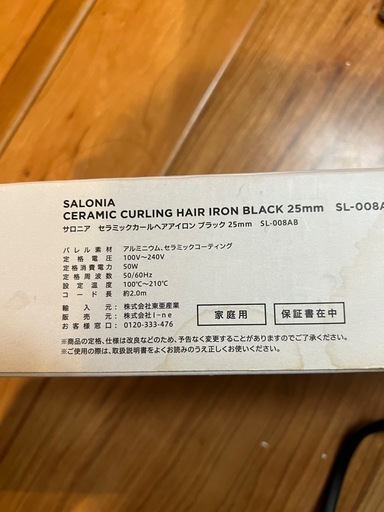 SALONIA
CERAMIC CURLING HAIR IRON BLACK 25mm SL-008A
サロニア セラミックカールヘアアイロン ブラック 25mm SL-008AB
バレル素材 アルミニウム、セラミックコーティング
定格電圧 100V〜240V
定格消費電力 50W
定格周波数 50/60Hz
設定温度 100℃〜210℃
コード長 約2.0m
輸入元：株式会社東亜産業
販売元：株式会社I-ne
お客様窓口：0120-333-476
家庭用
保証書在中
※商品の定格、仕様は改良などのため、予告なく変更することがありますのでご了承ください。
※ご使用の際は、取扱説明書をよくお読みのうえ正しくお使いください。